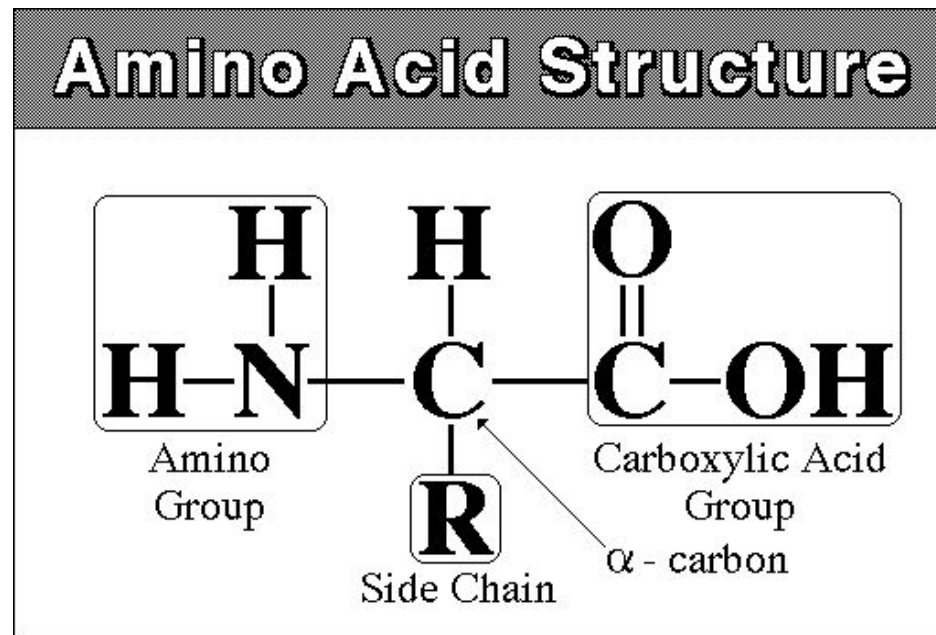 Amino Acid Structure
H H O
H N C C OH
Amino
Group
R
Side Chain
α - carbon
Carboxylic Acid
Group